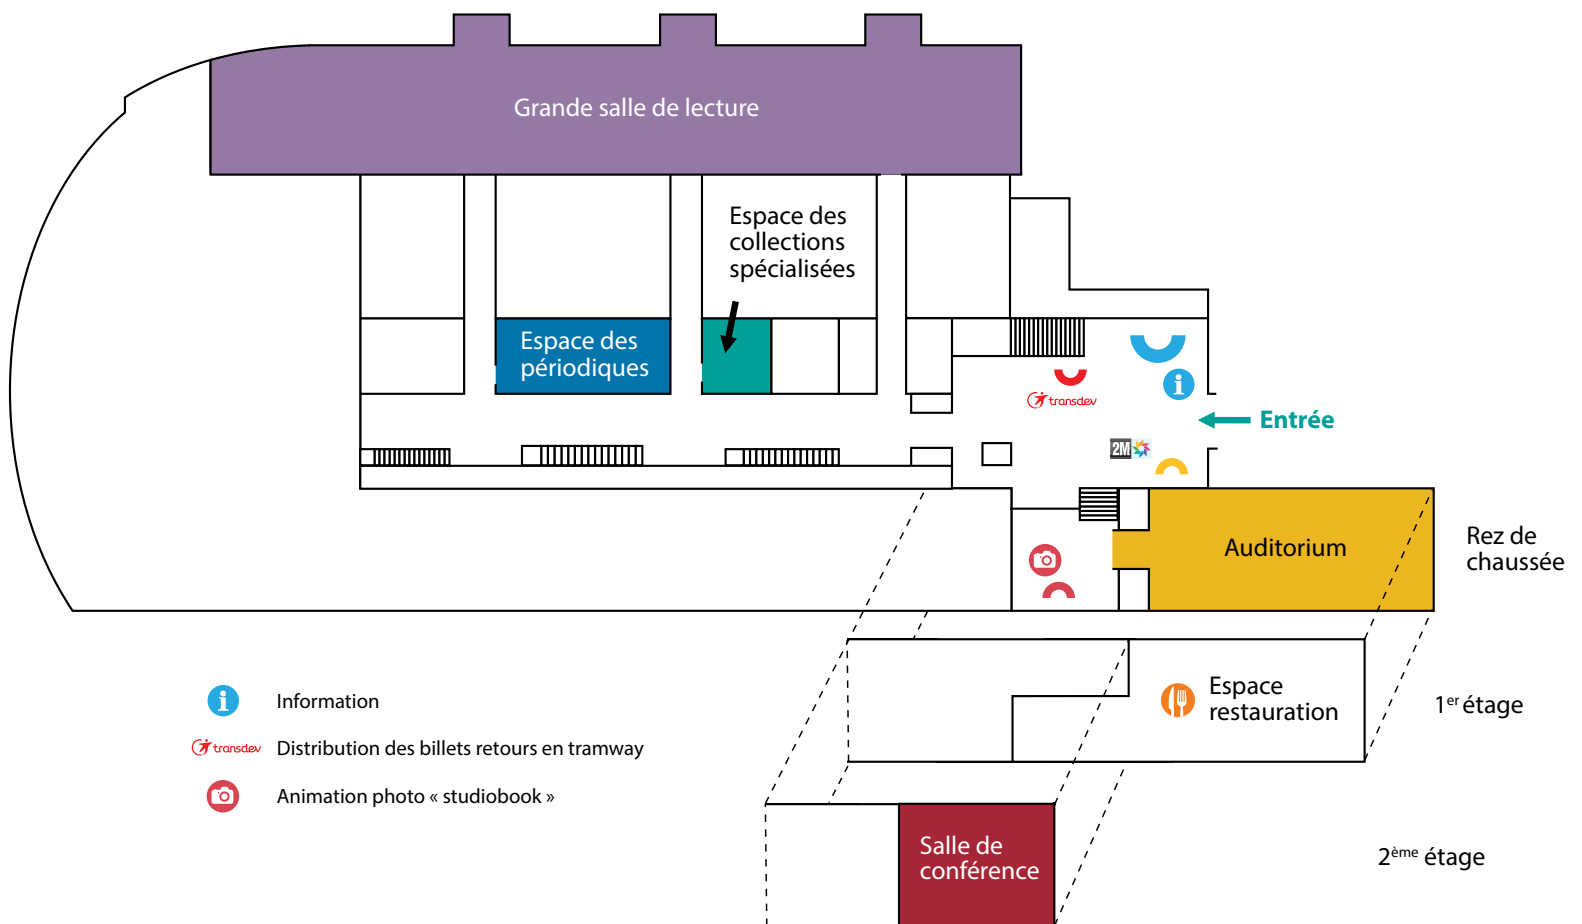 Grande salle de lecture
Espace des
collections
spécialisées
Espace des
périodiques
transdev
Entrée
2M
Auditorium
Rez de
chaussée
Espace
restauration
1er étage
i Information
transdev Distribution des billets retours en tramway
Animation photo « studiobook »
Salle de
conférence
2ème étage